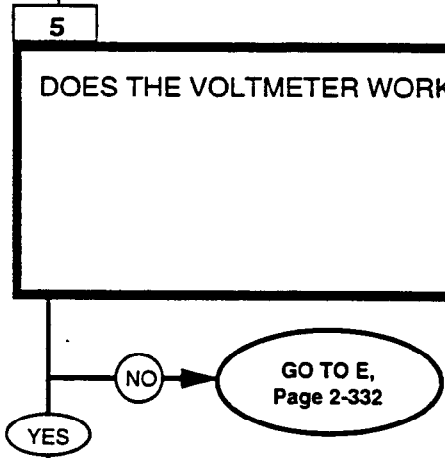 5
DOES THE VOLTMETER WORK
NO
GO TO E,
Page 2-332
YES